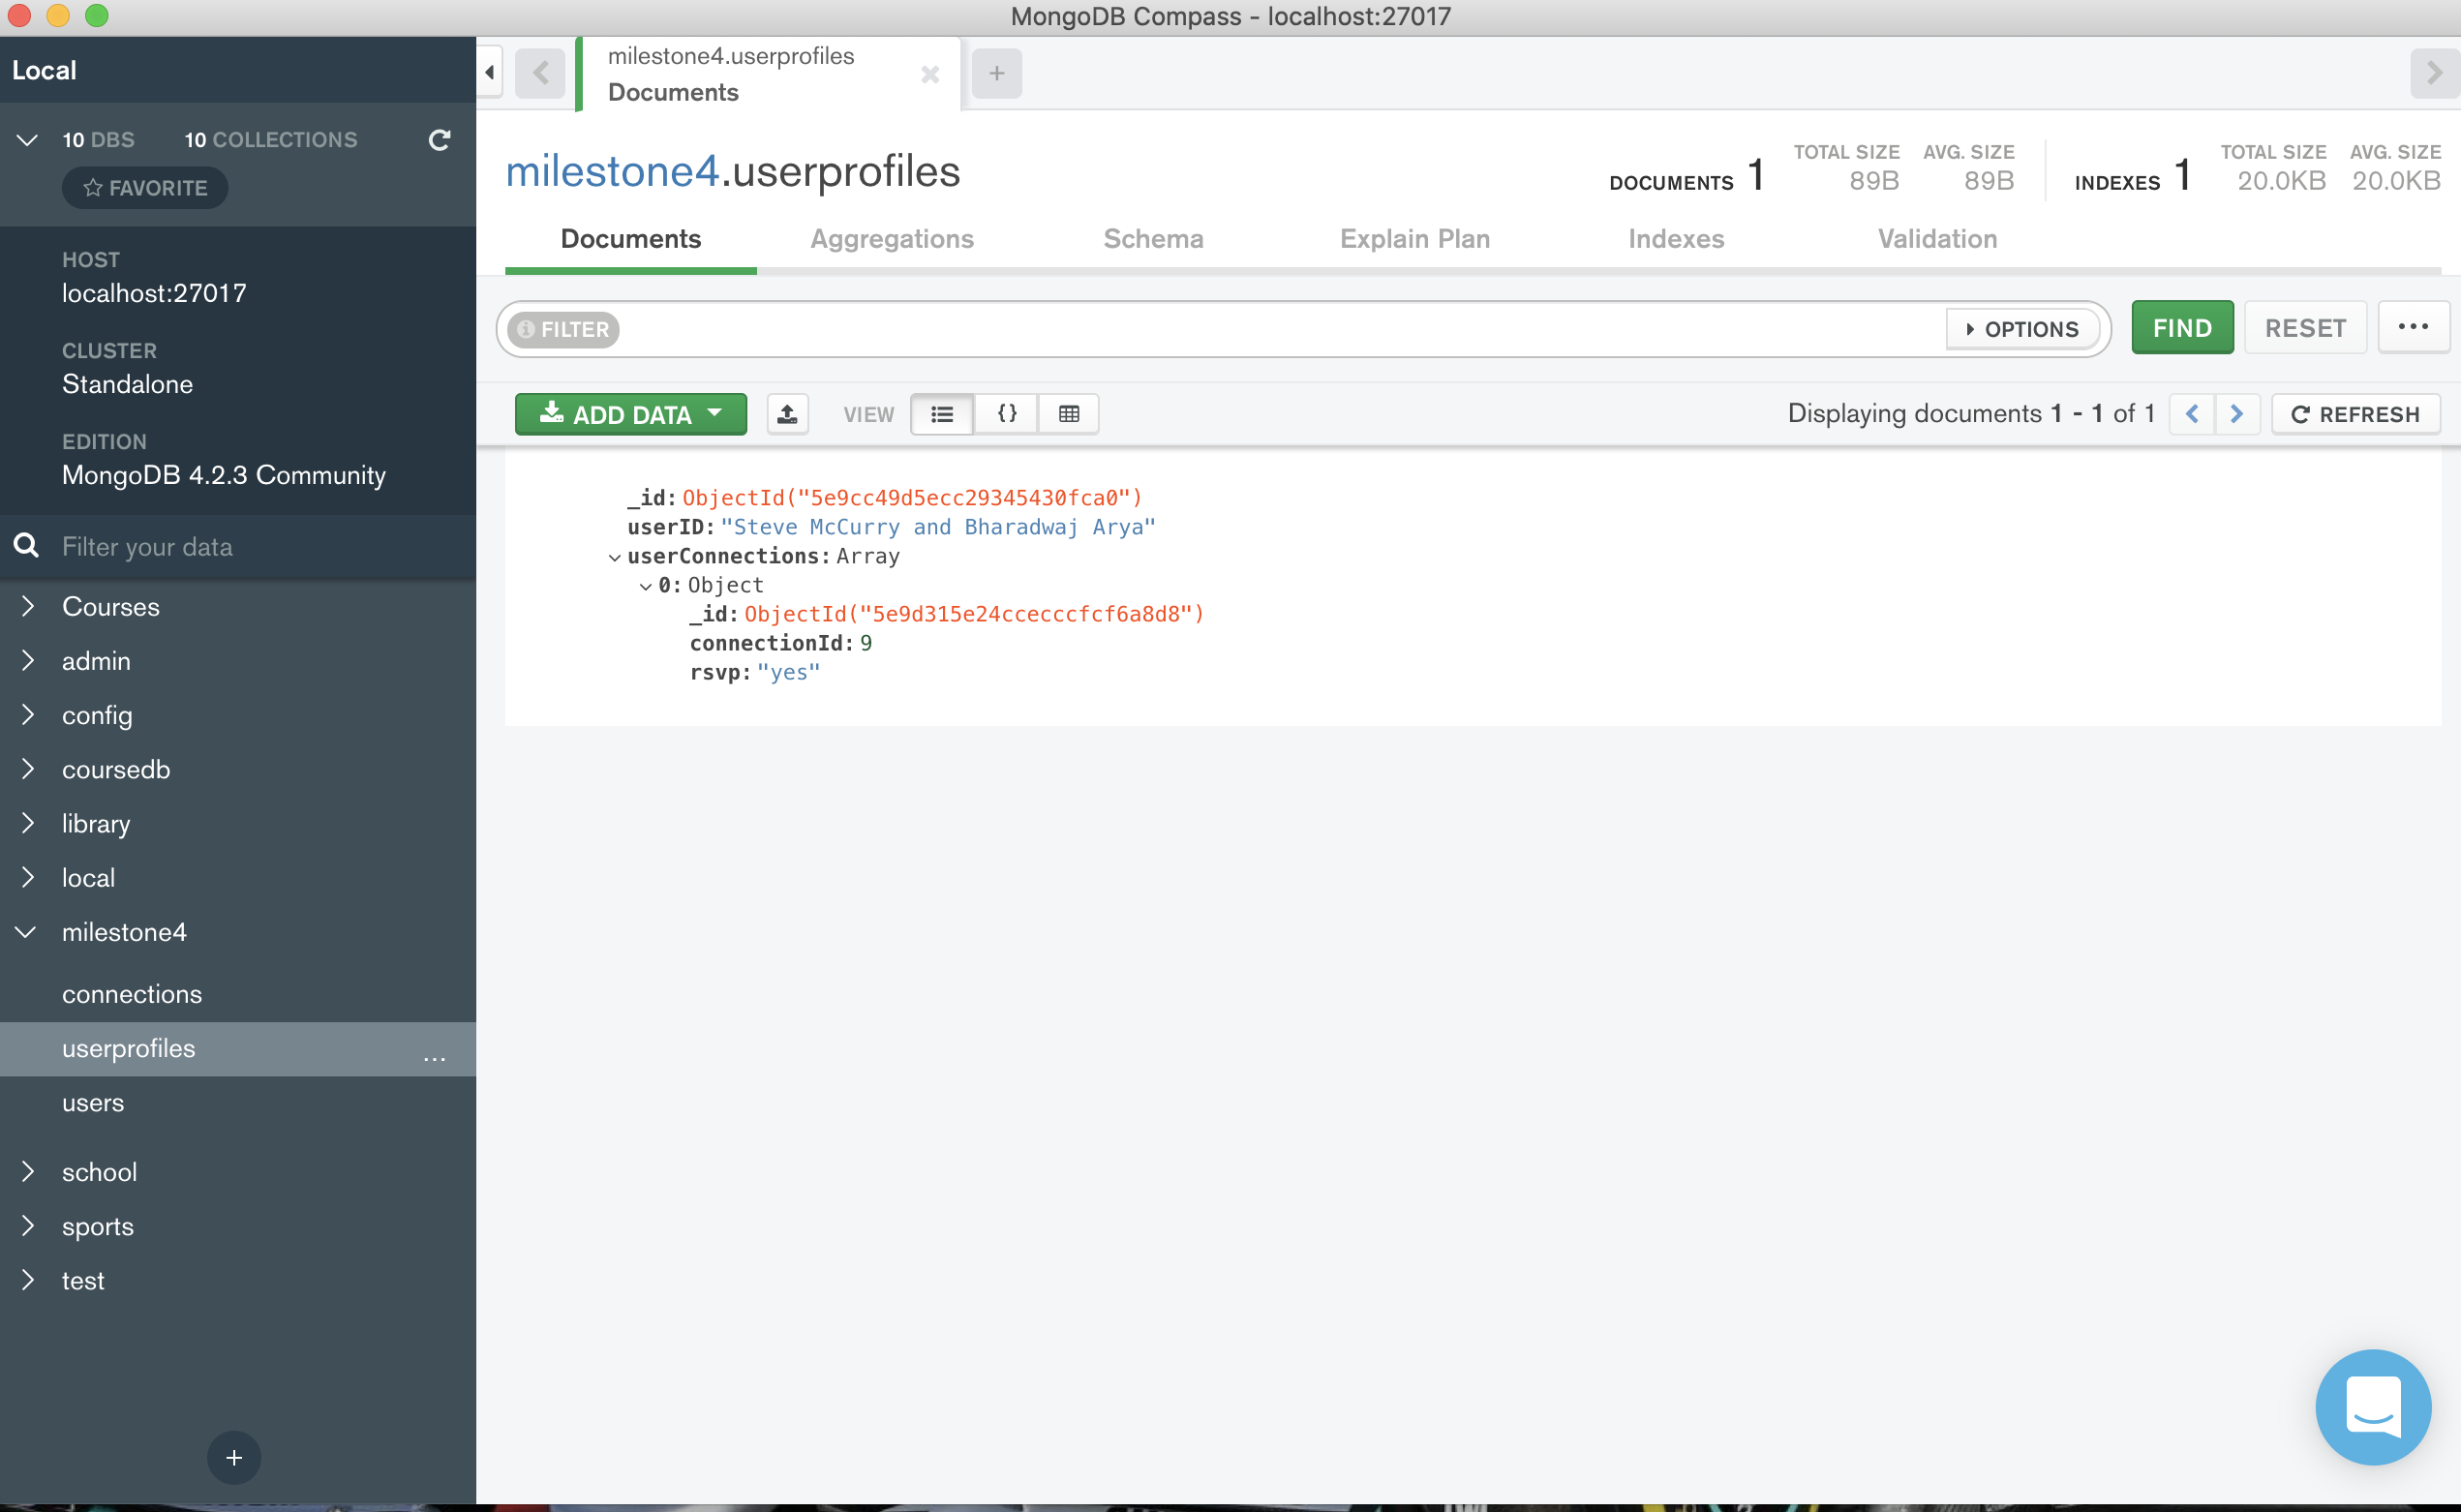 MongoDB Compass - localhost:27017
Local
10 DBS 10 COLLECTIONS
FAVORITE
HOST
localhost:27017
CLUSTER
Standalone
EDITION
MongoDB 4.2.3 Community
Filter your data
Courses
admin
config
coursedb
library
local
milestone4
connections
userprofiles ...
users
school
sports
test
+
milestone4.userprofiles
Documents
+
milestone4.userprofiles
DOCUMENTS 1 TOTAL SIZE 89B AVG. SIZE 89B INDEXES 1 TOTAL SIZE 20.0KB AVG. SIZE 20.0KB
Documents Aggregations Schema Explain Plan Indexes Validation
FILTER OPTIONS FIND RESET ...
ADD DATA VIEW {} Displaying documents 1 - 1 of 1 REFRESH
_id: ObjectId("5e9cc49d5ecc29345430fca0")
userID: "Steve McCurry and Bharadwaj Arya"
userConnections: Array
0: Object
_id: ObjectId("5e9d315e24ccecccfcf6a8d8")
connectionId: 9
rsvp: "yes"